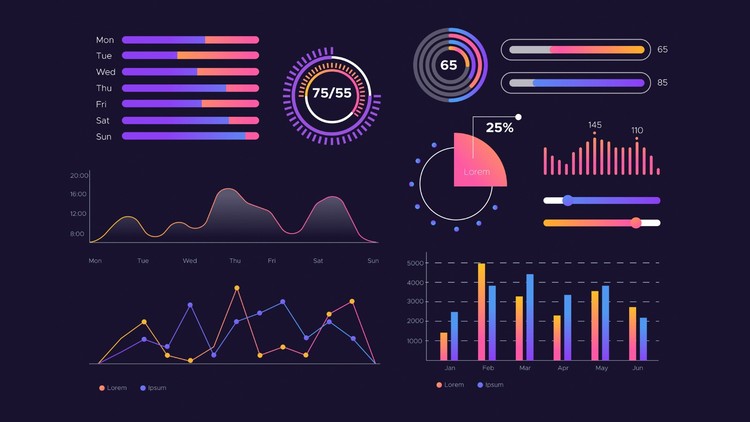 Mon
Tue
Wed
Thu
Fri
Sat
Sun
75/55
65
65
85
25%
Lorem
145
110
20:00
16:00
12:00
8:00
Mon Tue Wed Thu Fri Sat Sun
Lorem Ipsum
5000
4000
3000
2000
1000
Jan Feb Mar Apr May Jun
Lorem Ipsum